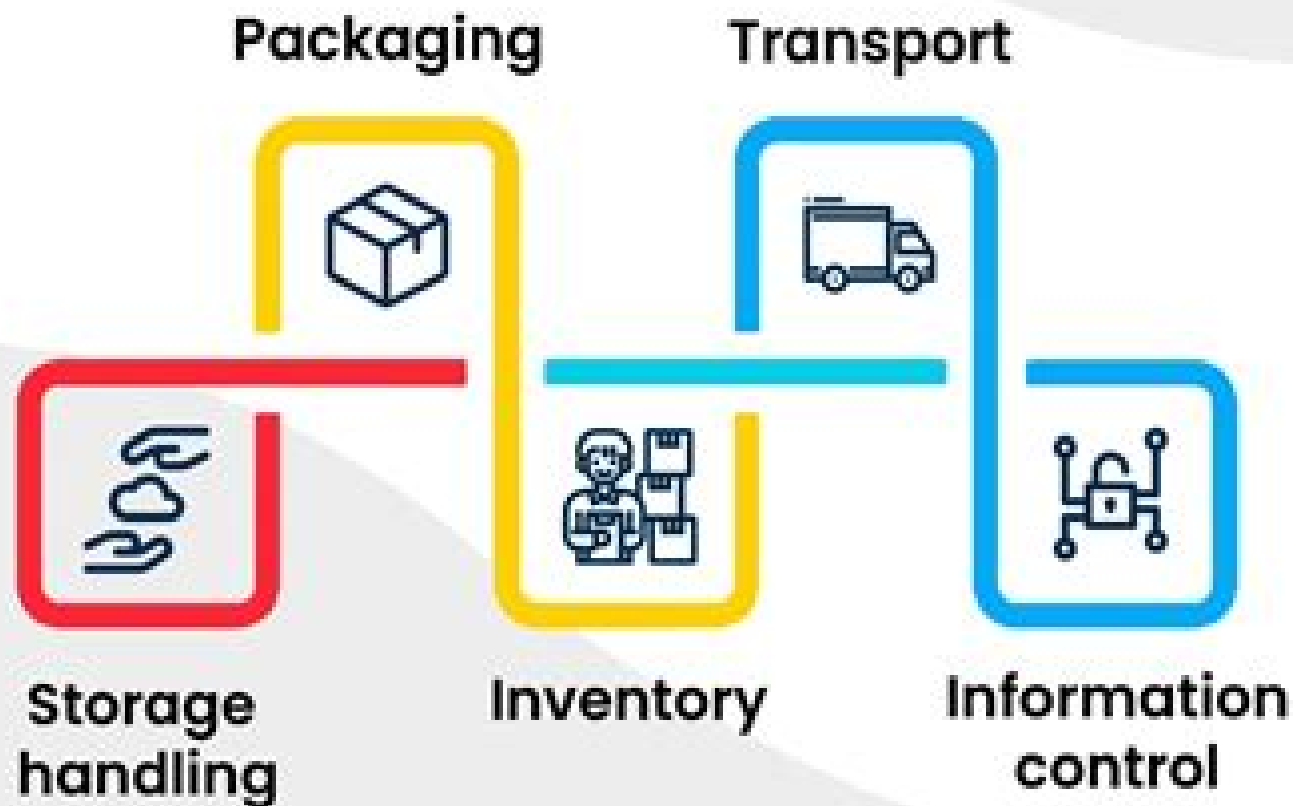 Packaging
Transport
Storage
handling
Inventory
Information
control